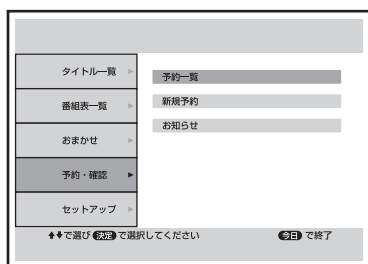 タイトル一覧
番組表一覧
おまかせ
予約・確認
セットアップ
予約一覧
新規予約
お知らせ
で選び 決定 で選択してください
今日 で終了